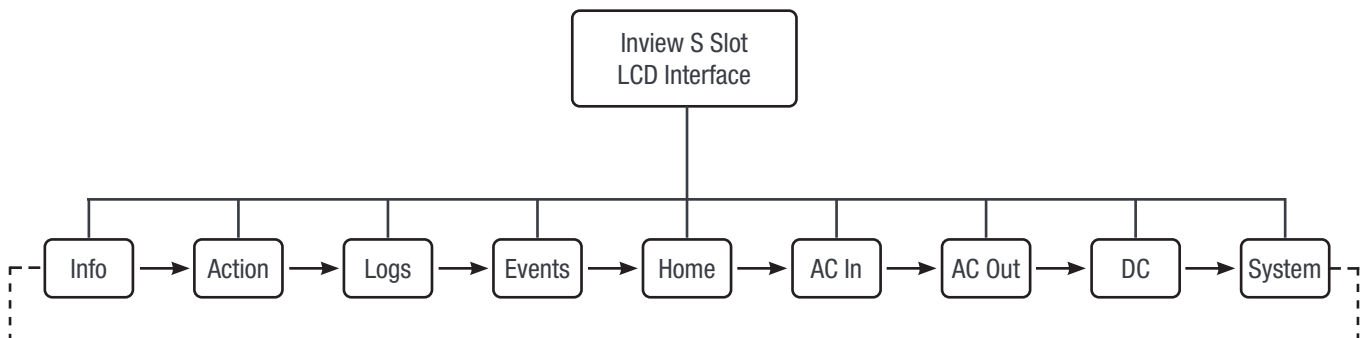 Inview S Slot
LCD Interface
Info
Action
Logs
Events
Home
AC In
AC Out
DC
System